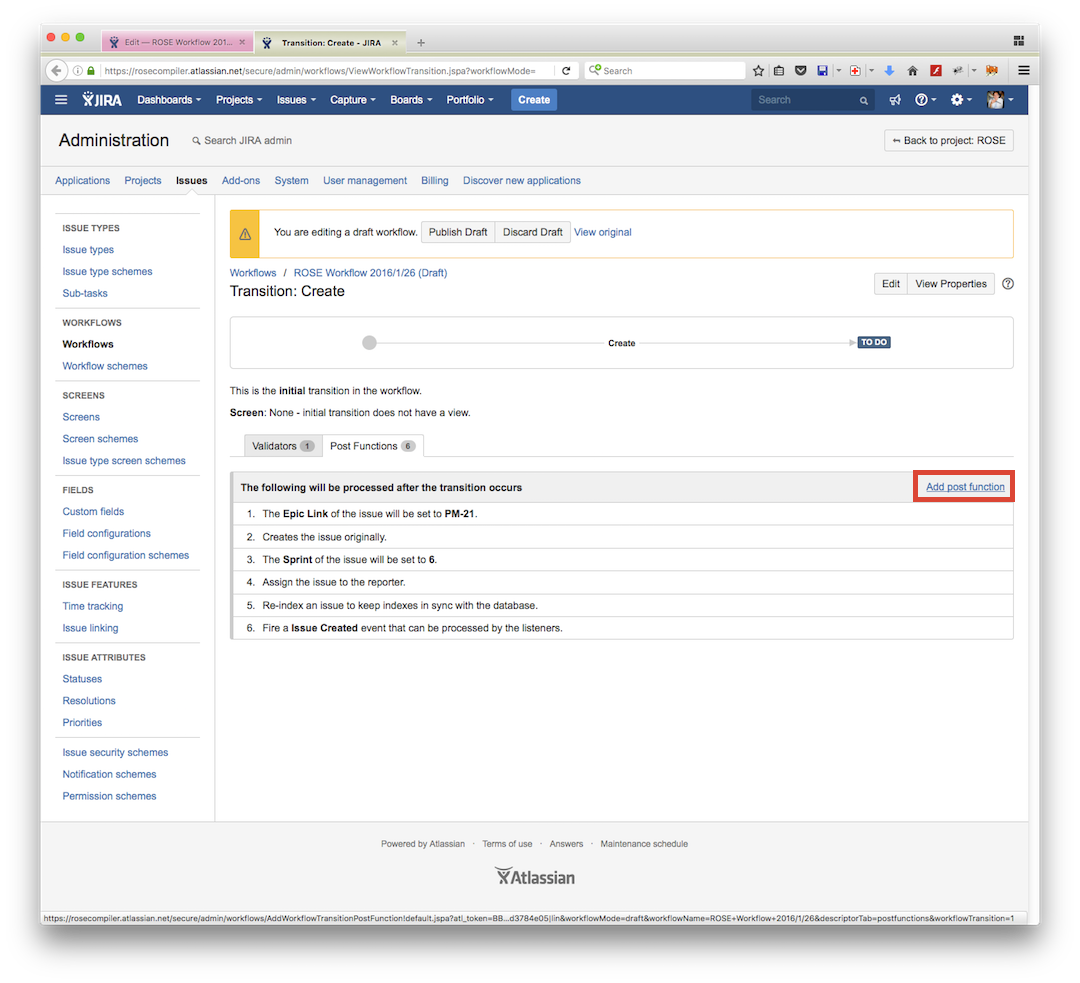 Edit — ROSE Workflow 201... ×
Transition: Create - JIRA × +
https://rosecompiler.atlassian.net/secure/admin/workflows/ViewWorkflowTransition.jspa?workflowMode=
Search
JIRA Dashboards Projects Issues Capture Boards Portfolio Create Search
Administration Search JIRA admin Back to project: ROSE
Applications Projects Issues Add-ons System User management Billing Discover new applications
ISSUE TYPES
Issue types
Issue type schemes
Sub-tasks
WORKFLOWS
Workflows
Workflow schemes
SCREENS
Screens
Screen schemes
Issue type screen schemes
FIELDS
Custom fields
Field configurations
Field configuration schemes
ISSUE FEATURES
Time tracking
Issue linking
ISSUE ATTRIBUTES
Statuses
Resolutions
Priorities
Issue security schemes
Notification schemes
Permission schemes
You are editing a draft workflow. Publish Draft Discard Draft View original
Workflows / ROSE Workflow 2016/1/26 (Draft)
Transition: Create
Edit View Properties ?
Create TO DO
This is the initial transition in the workflow.
Screen: None - initial transition does not have a view.
Validators 1 Post Functions 6
The following will be processed after the transition occurs Add post function
1. The Epic Link of the issue will be set to PM-21.
2. Creates the issue originally.
3. The Sprint of the issue will be set to 6.
4. Assign the issue to the reporter.
5. Re-index an issue to keep indexes in sync with the database.
6. Fire a Issue Created event that can be processed by the listeners.
Powered by Atlassian · Terms of use · Answers · Maintenance schedule
Atlassian
https://rosecompiler.atlassian.net/secure/admin/workflows/AddWorkflowTransitionPostFunction!default.jspa?atl_token=BB...d3784e05|lin&workflowMode=draft&workflowName=ROSE+Workflow+2016/1/26&descriptorTab=postfunctions&workflowTransition=1